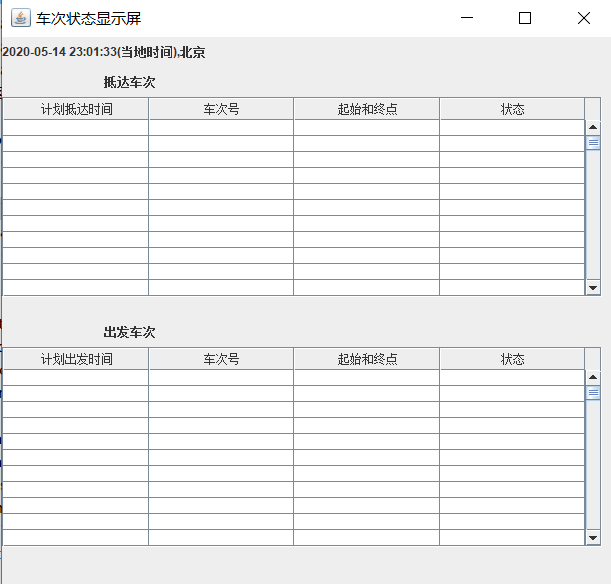 车次状态显示屏
2020-05-14 23:01:33(当地时间),北京
抵达车次
计划抵达时间 车次号 起始和终点 状态
出发车次
计划出发时间 车次号 起始和终点 状态